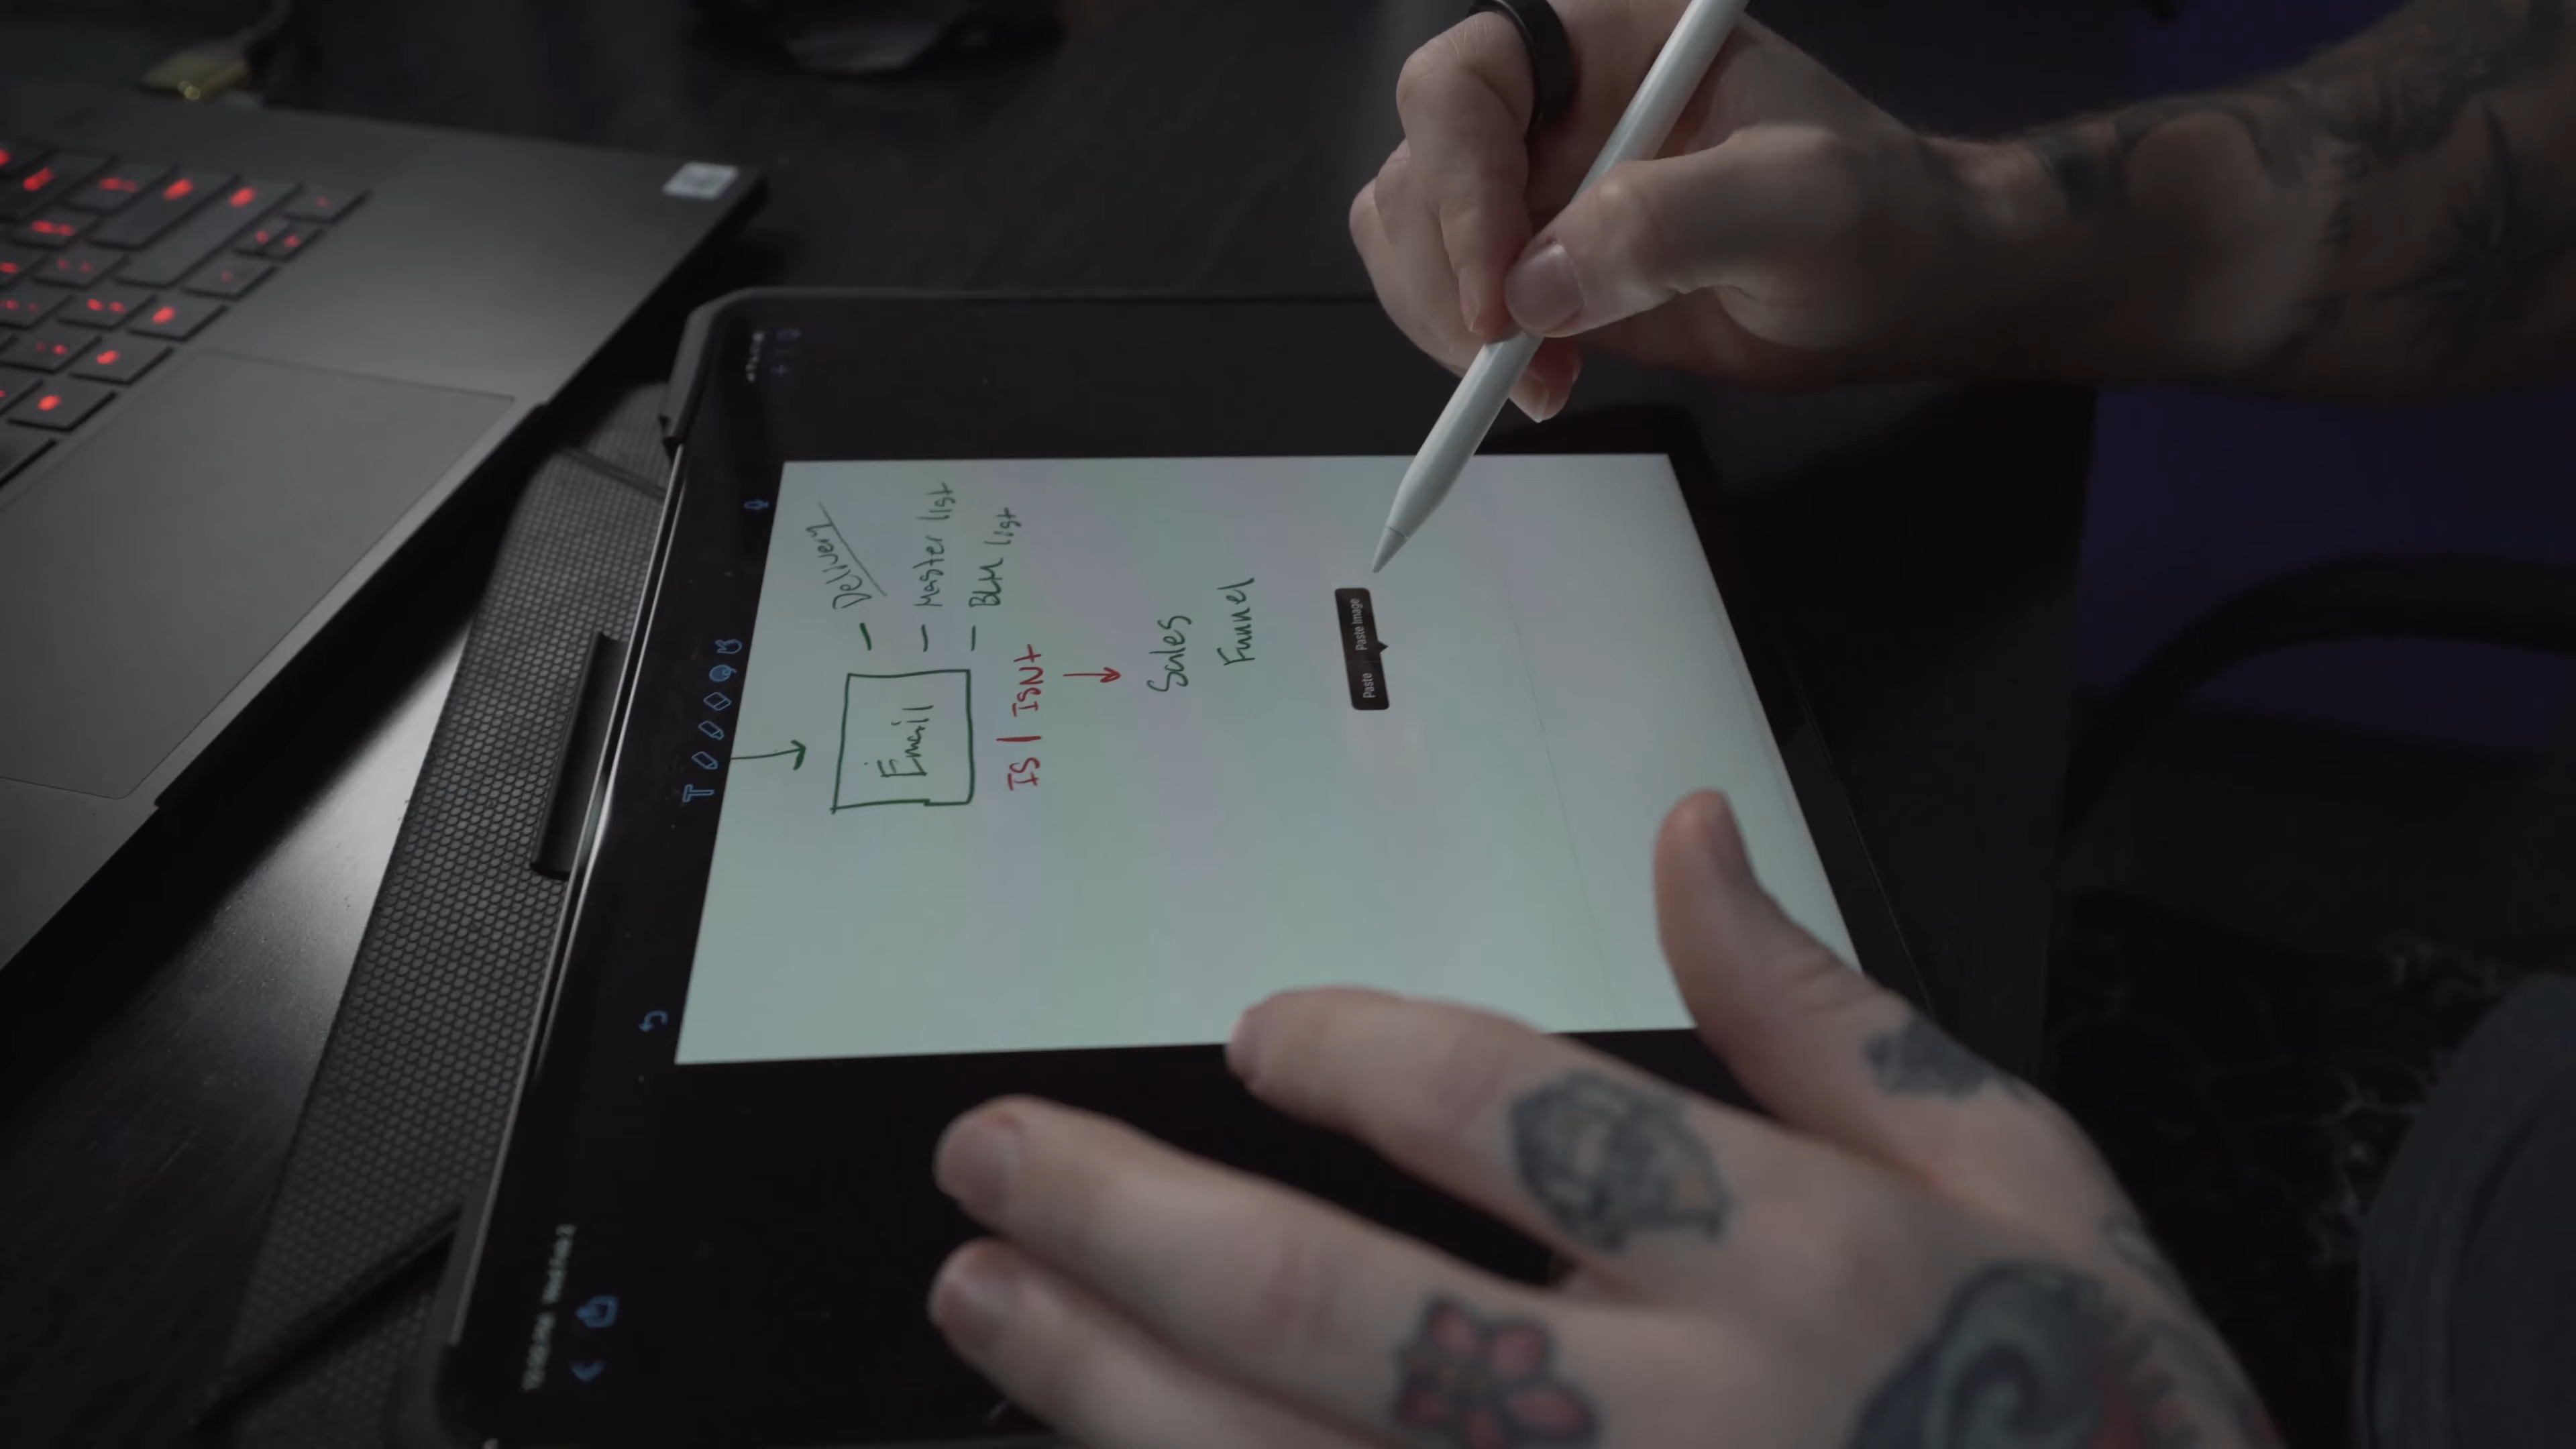 Email
— Delivery
— Master list
— BLM list
IS | ISNT
Sales
Funnel
Paste Paste Image
T